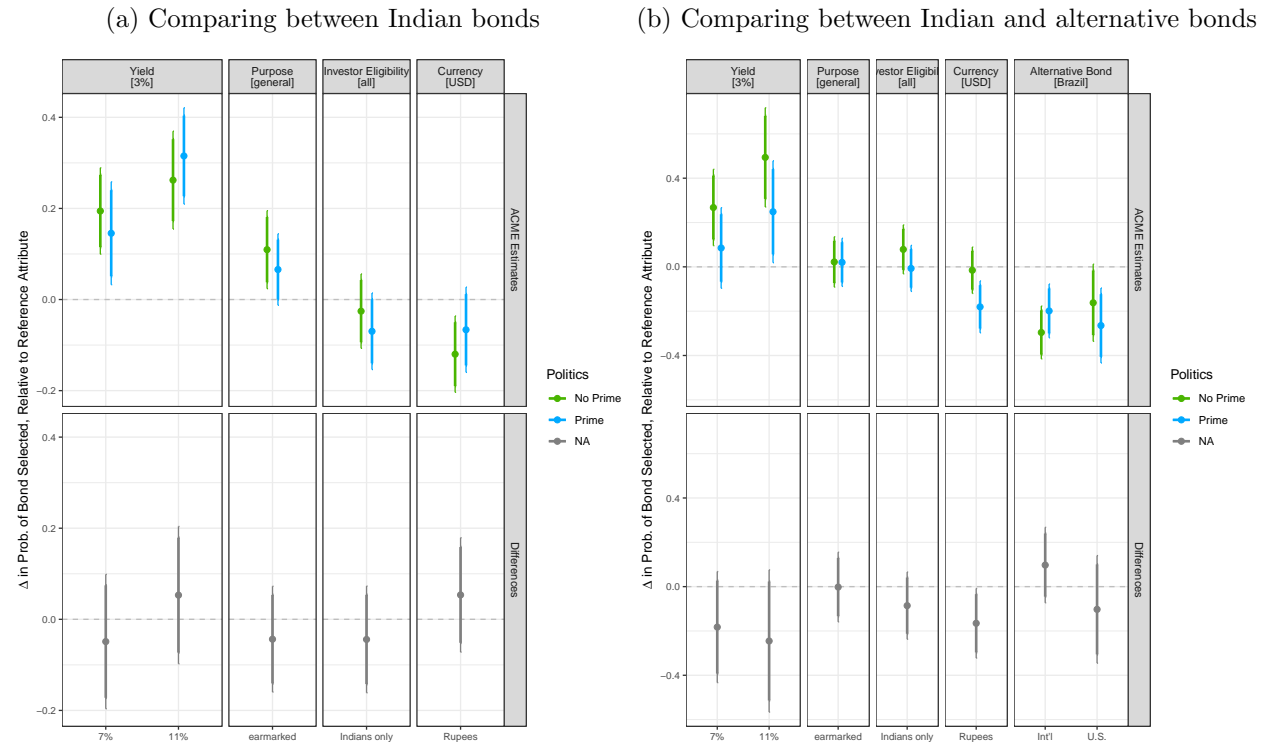 (a) Comparing between Indian bonds
Yield
[3%]
Purpose
[general]
Investor Eligibility
[all]
Currency
[USD]
Δ in Prob. of Bond Selected, Relative to Reference Attribute
0.4
0.2
0.0
−0.2
ACME Estimates
0.4
0.2
0.0
−0.2
Differences
7%
11%
earmarked
Indians only
Rupees
Politics
No Prime
Prime
NA
(b) Comparing between Indian and alternative bonds
Yield
[3%]
Purpose
[general]
vestor Eligibil
[all]
Currency
[USD]
Alternative Bond
[Brazil]
Δ in Prob. of Bond Selected, Relative to Reference Attribute
0.4
0.0
−0.4
ACME Estimates
0.0
−0.4
Differences
7%
11%
earmarked
Indians only
Rupees
Int'l
U.S.
Politics
No Prime
Prime
NA